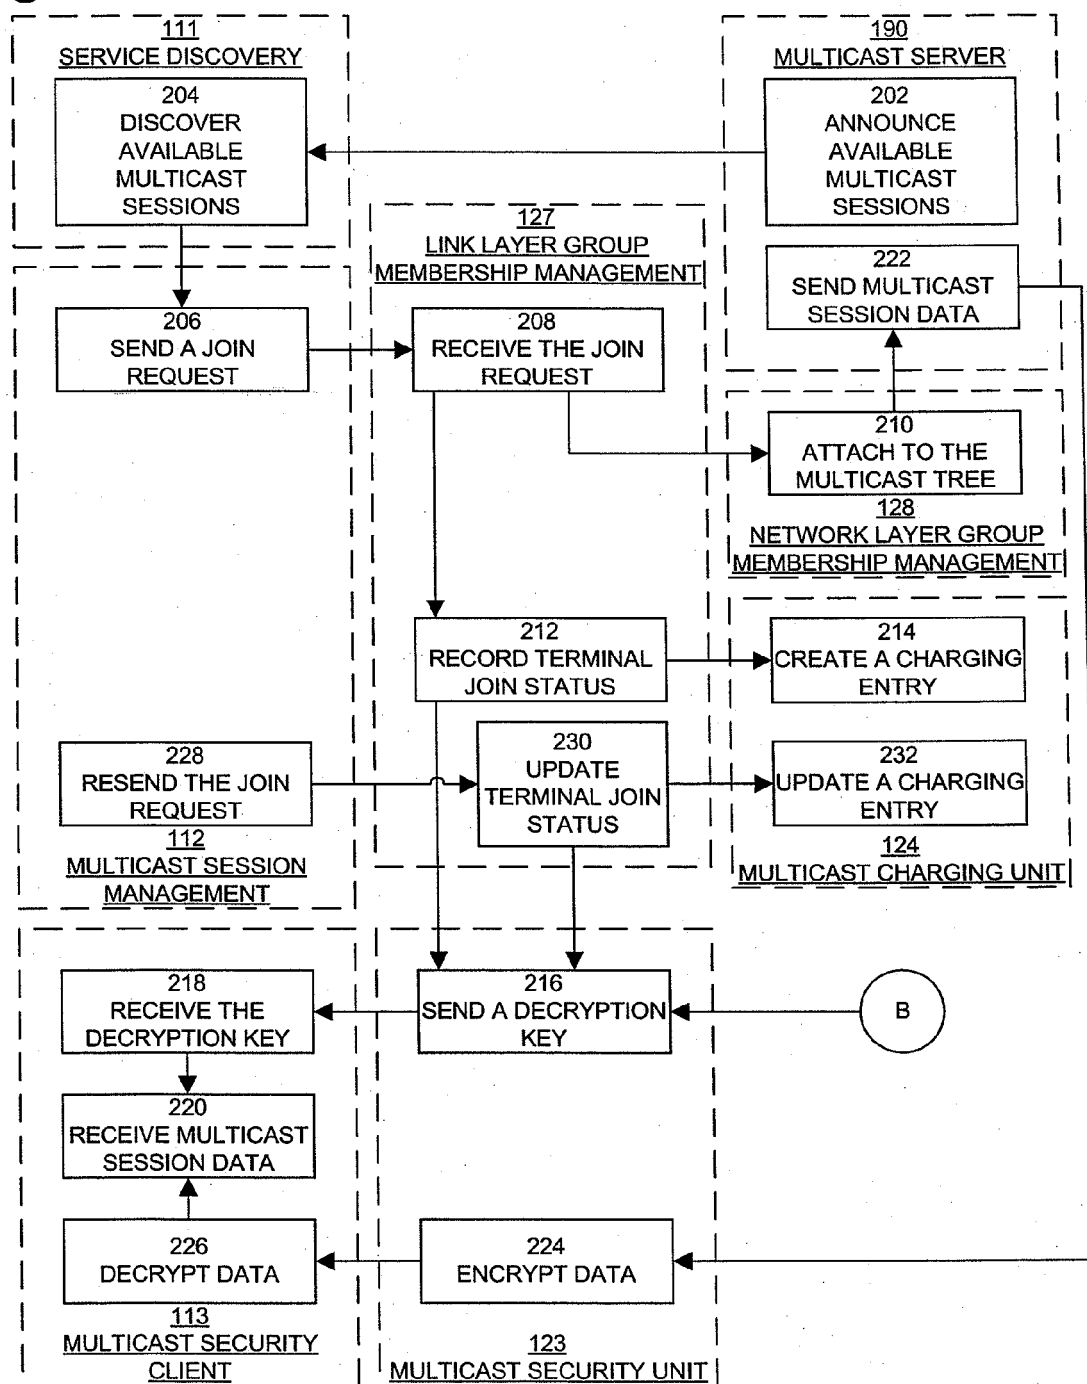 111
SERVICE DISCOVERY
204
DISCOVER
AVAILABLE
MULTICAST
SESSIONS
190
MULTICAST SERVER
202
ANNOUNCE
AVAILABLE
MULTICAST
SESSIONS
222
SEND MULTICAST
SESSION DATA
127
LINK LAYER GROUP
MEMBERSHIP MANAGEMENT
206
SEND A JOIN
REQUEST
208
RECEIVE THE JOIN
REQUEST
210
ATTACH TO THE
MULTICAST TREE
128
NETWORK LAYER GROUP
MEMBERSHIP MANAGEMENT
212
RECORD TERMINAL
JOIN STATUS
214
CREATE A CHARGING
ENTRY
228
RESEND THE JOIN
REQUEST
112
MULTICAST SESSION
MANAGEMENT
230
UPDATE
TERMINAL JOIN
STATUS
232
UPDATE A CHARGING
ENTRY
124
MULTICAST CHARGING UNIT
218
RECEIVE THE
DECRYPTION KEY
216
SEND A DECRYPTION
KEY
B
220
RECEIVE MULTICAST
SESSION DATA
226
DECRYPT DATA
224
ENCRYPT DATA
113
MULTICAST SECURITY
CLIENT
123
MULTICAST SECURITY UNIT